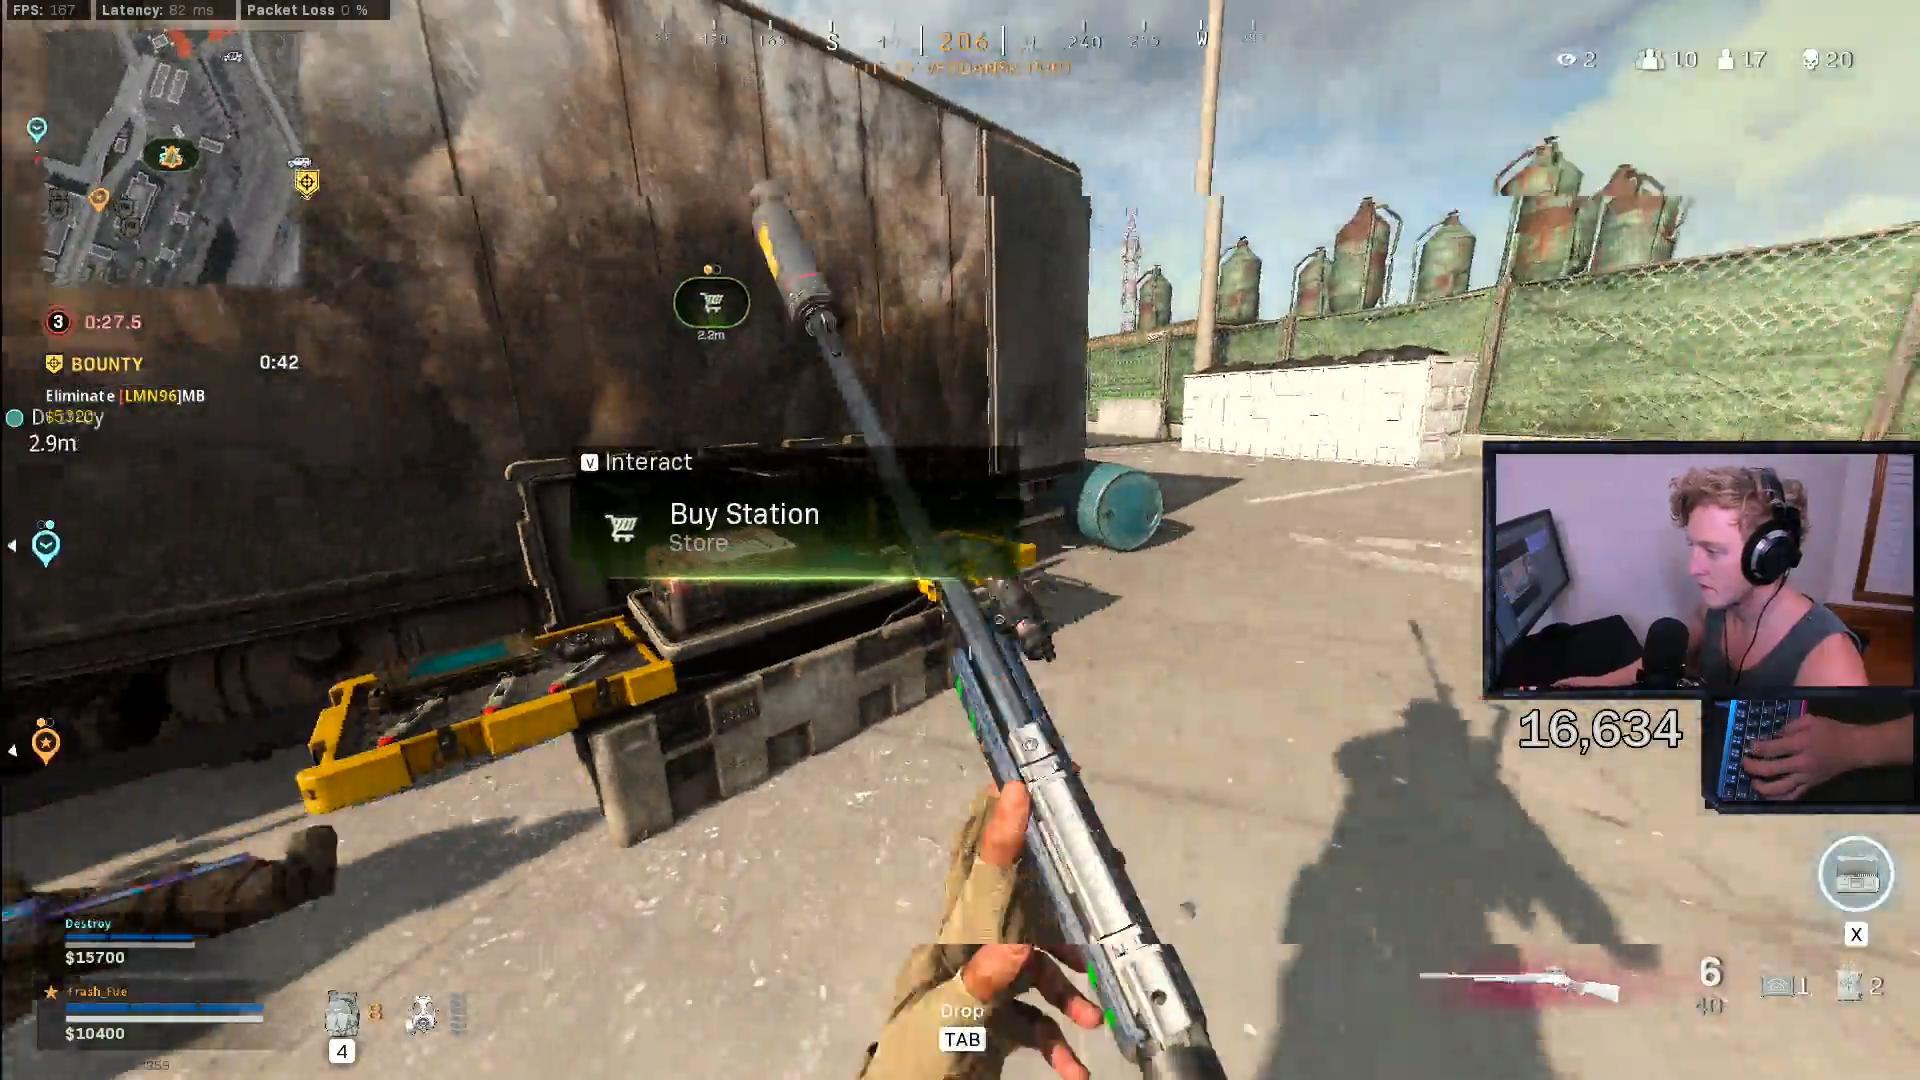 FPS: 167 Latency: 82 ms Packet Loss 0 %
165 S 206 240 W
2 10 17 20
3 0:27.5
BOUNTY 0:42
Eliminate [LMN96]MB
2.9m
2.2m
V Interact
Buy Station
Store
16,634
Destroy
$15700
$10400
8
4
Drop
TAB
X
6
40
1 2